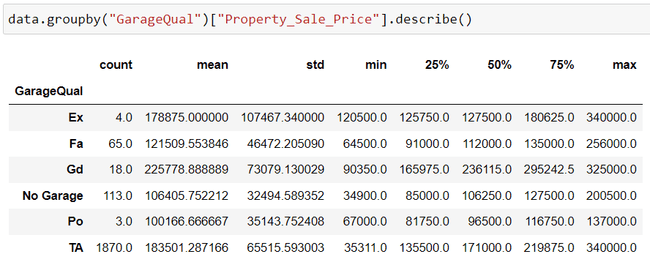 data.groupby("GarageQual")["Property_Sale_Price"].describe()
count mean std min 25% 50% 75% max
GarageQual
Ex 4.0 178875.000000 107467.340000 120500.0 125750.0 127500.0 180625.0 340000.0
Fa 65.0 121509.553846 46472.205090 64500.0 91000.0 112000.0 135000.0 256000.0
Gd 18.0 225778.888889 73079.130029 90350.0 165975.0 236115.0 295242.5 325000.0
No Garage 113.0 106405.752212 32494.589352 34900.0 85000.0 106250.0 127500.0 200500.0
Po 3.0 100166.666667 35143.752408 67000.0 81750.0 96500.0 116750.0 137000.0
TA 1870.0 183501.287166 65515.593003 35311.0 135500.0 171000.0 219875.0 340000.0